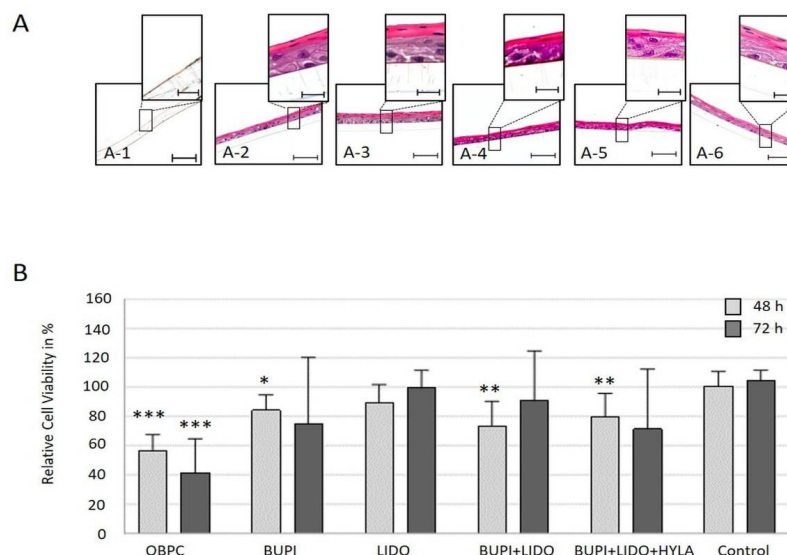 A
A-1 A-2 A-3 A-4 A-5 A-6
B
Relative Cell Viability in %
160
140
120
100
80
60
40
20
0
48 h
72 h
*** *** * ** **
OBPC BUPI LIDO BUPI+LIDO BUPI+LIDO+HYLA Control